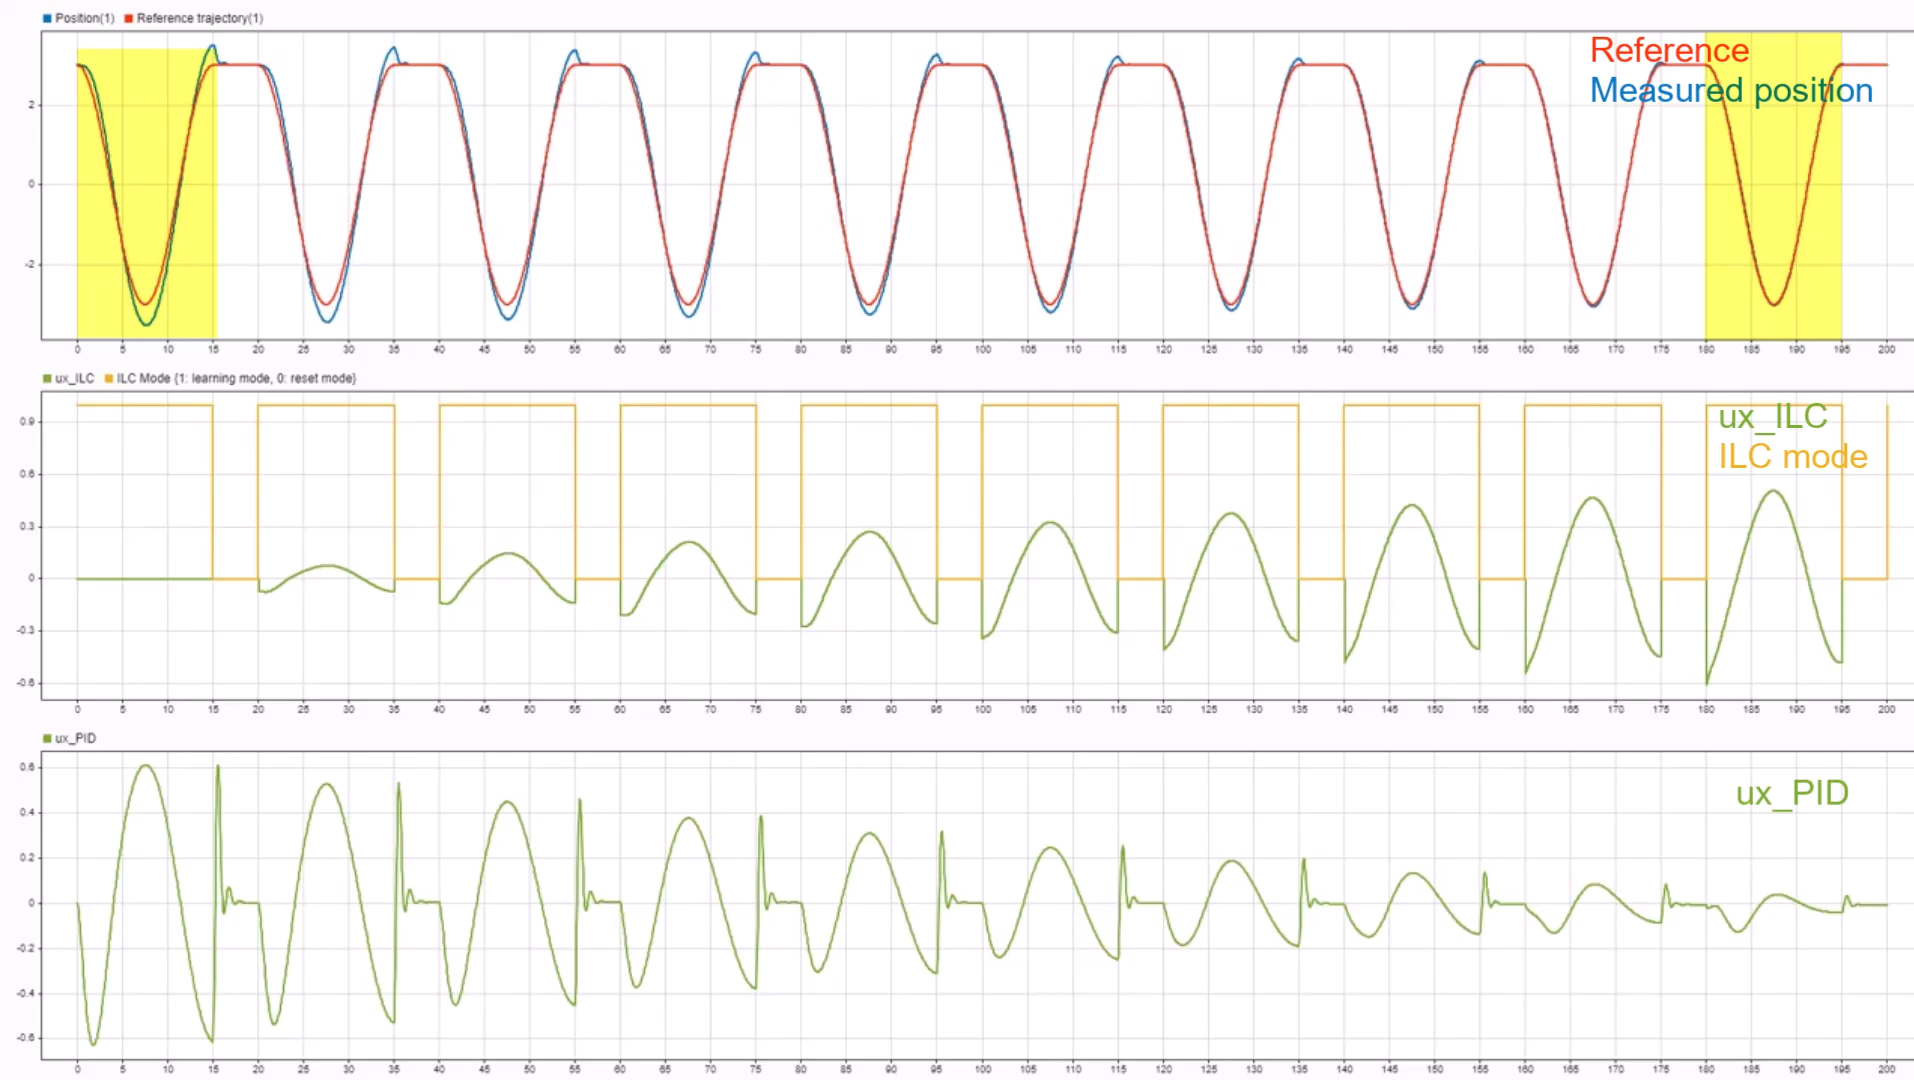 Position(1) Reference trajectory(1)
Reference
Measured position
2
0
-2
0 5 10 15 20 25 30 35 40 45 50 55 60 65 70 75 80 85 90 95 100 105 110 115 120 125 130 135 140 145 150 155 160 165 170 175 180 185 190 195 200
ux_ILC ILC Mode {1: learning mode, 0: reset mode}
ux_ILC
ILC mode
0.9
0.6
0.3
0
-0.3
-0.6
0 5 10 15 20 25 30 35 40 45 50 55 60 65 70 75 80 85 90 95 100 105 110 115 120 125 130 135 140 145 150 155 160 165 170 175 180 185 190 195 200
ux_PID
ux_PID
0.6
0.4
0.2
0
-0.2
-0.4
-0.6
0 5 10 15 20 25 30 35 40 45 50 55 60 65 70 75 80 85 90 95 100 105 110 115 120 125 130 135 140 145 150 155 160 165 170 175 180 185 190 195 200